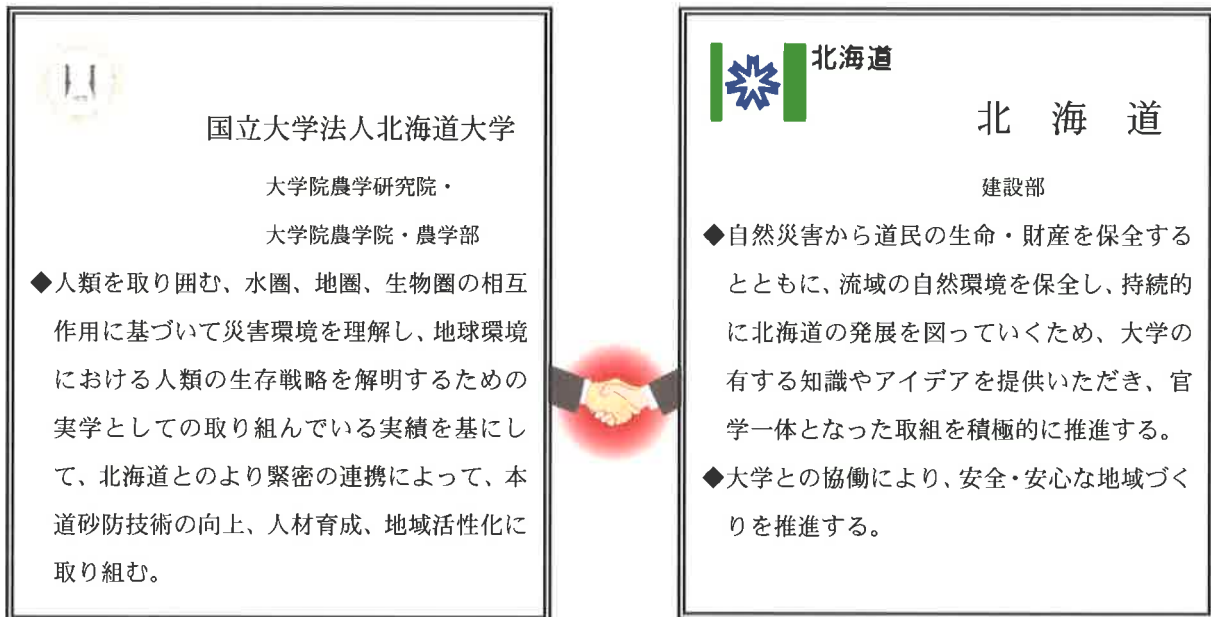 国立大学法人北海道大学
大学院農学研究院・
大学院農学院・農学部
◆人類を取り囲む、水圏、地圏、生物圏の相互
作用に基づいて災害環境を理解し、地球環境
における人類の生存戦略を解明するための
実学としての取り組んでいる実績を基にし
て、北海道とのより緊密の連携によって、本
道砂防技術の向上、人材育成、地域活性化に
取り組む。
北海道
北 海 道
建設部
◆自然災害から道民の生命・財産を保全する
とともに、流域の自然環境を保全し、持続的
に北海道の発展を図っていくため、大学の
有する知識やアイデアを提供いただき、官
学一体となった取組を積極的に推進する。
◆大学との協働により、安全・安心な地域づく
りを推進する。